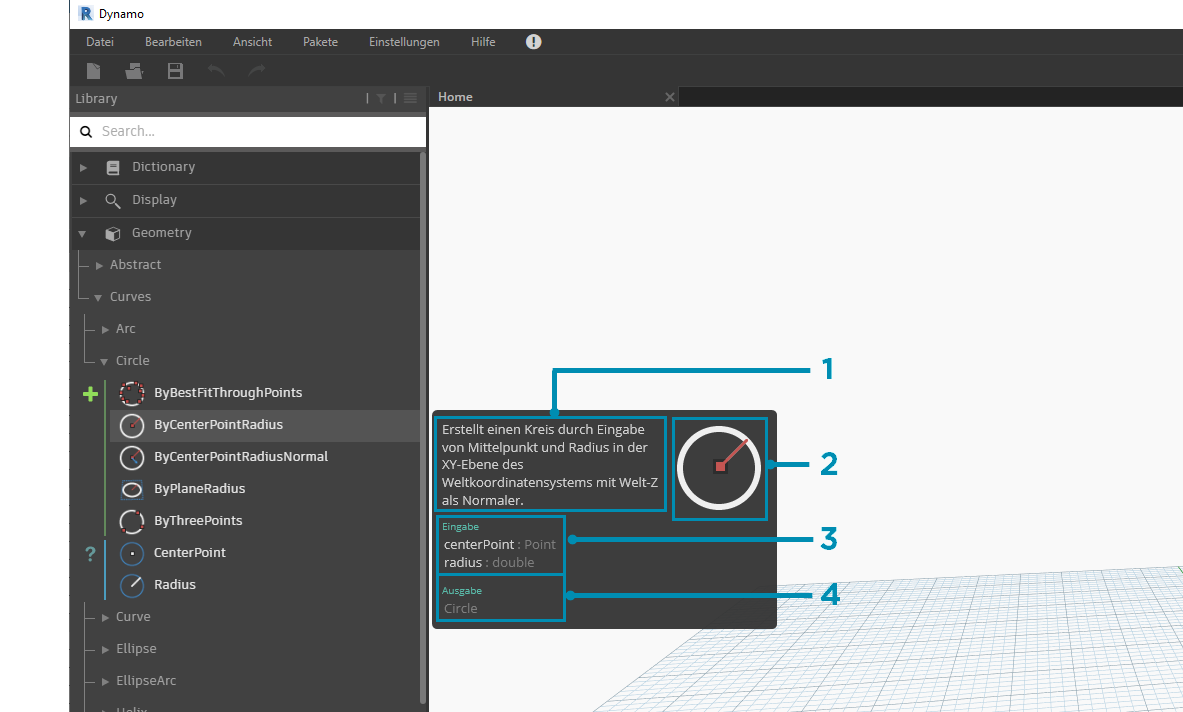 Dynamo
Datei Bearbeiten Ansicht Pakete Einstellungen Hilfe
Library
Home
Search...
Dictionary
Display
Geometry
Abstract
Curves
Arc
Circle
ByBestFitThroughPoints
ByCenterPointRadius
ByCenterPointRadiusNormal
ByPlaneRadius
ByThreePoints
? CenterPoint
Radius
Curve
Ellipse
EllipseArc
Helix
1
Erstellt einen Kreis durch Eingabe
von Mittelpunkt und Radius in der
XY-Ebene des
Weltkoordinatensystems mit Welt-Z
als Normaler.
2
Eingabe
centerPoint : Point
radius : double
3
Ausgabe
Circle
4